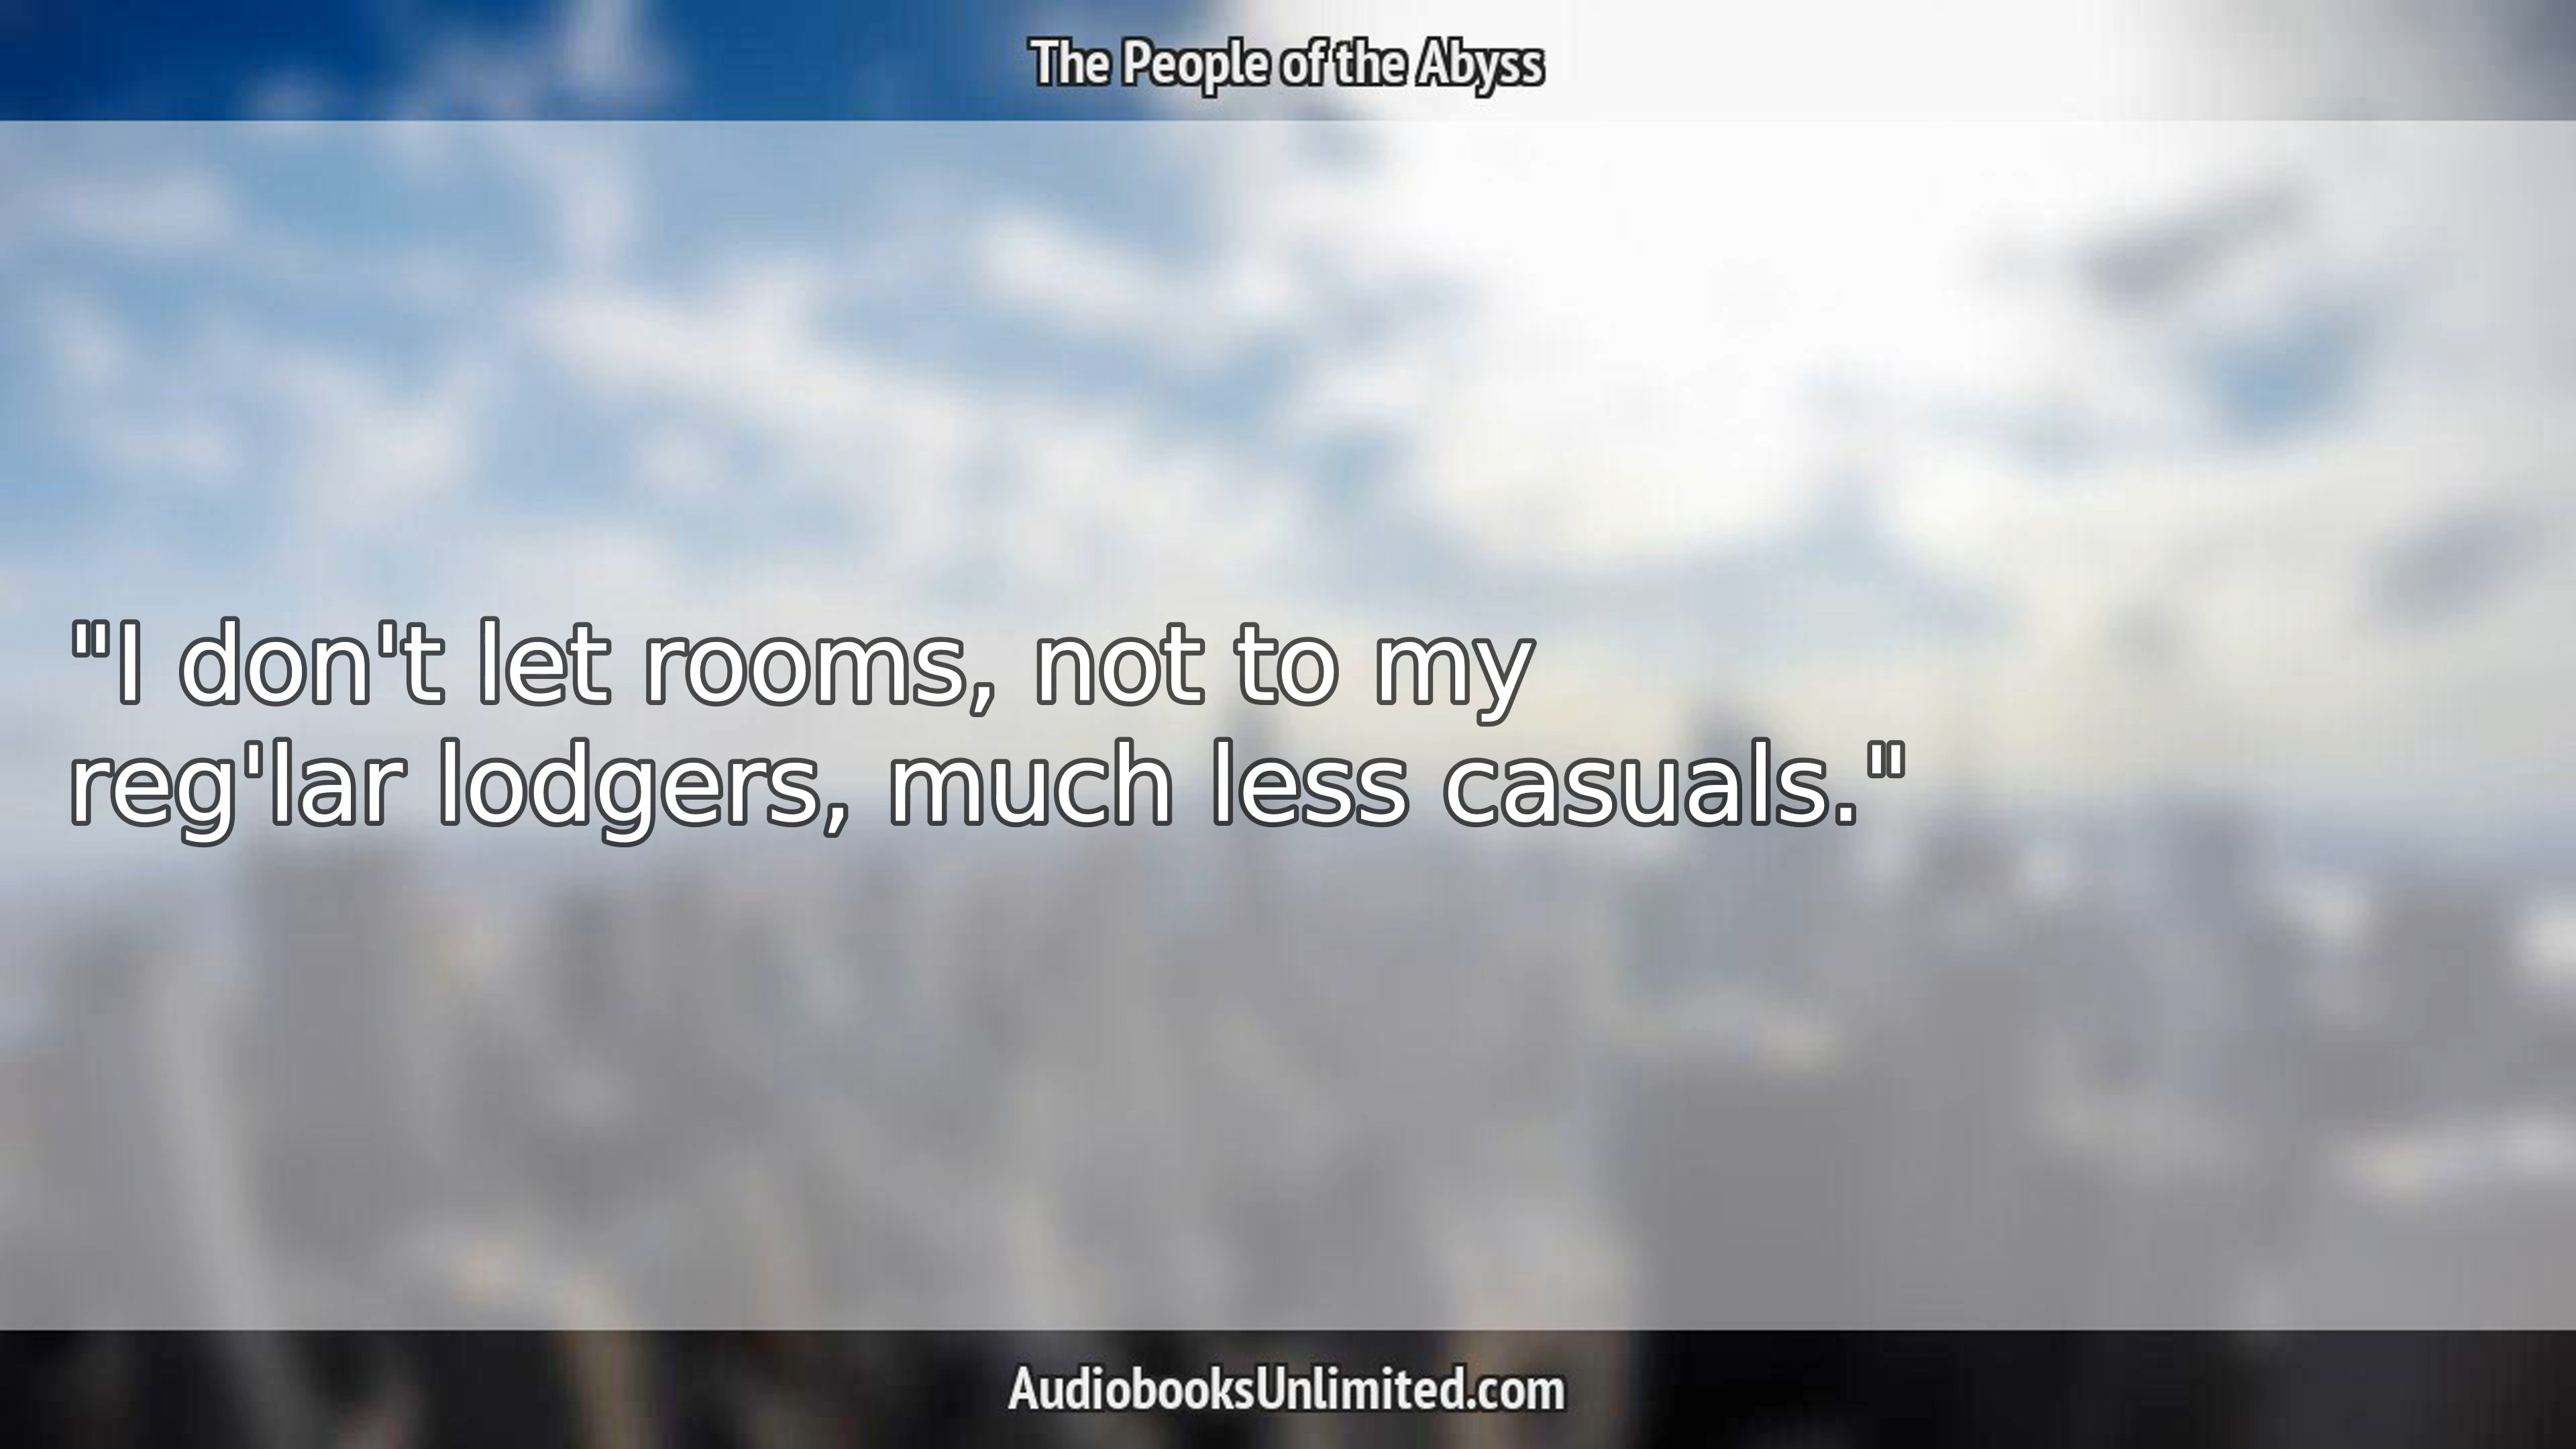 The People of the Abyss
"I don't let rooms, not to my
reg'lar lodgers, much less casuals."
AudiobooksUnlimited.com